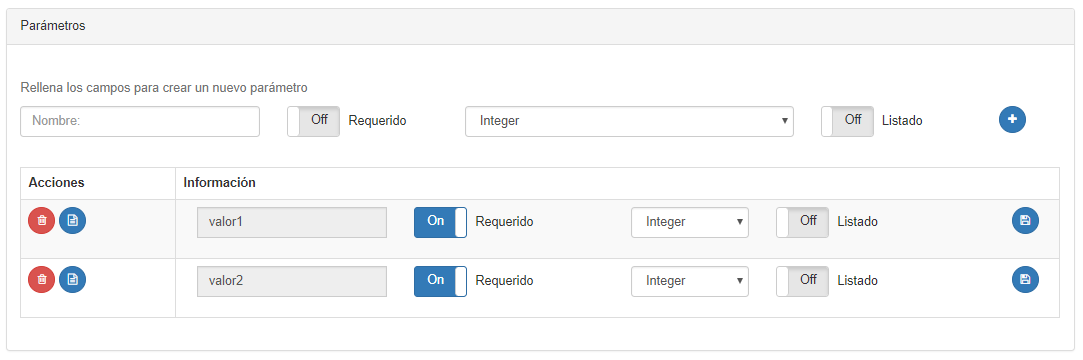 Parámetros
Rellena los campos para crear un nuevo parámetro
Nombre: Off Requerido Integer Off Listado
Acciones Información
valor1 On Requerido Integer Off Listado
valor2 On Requerido Integer Off Listado